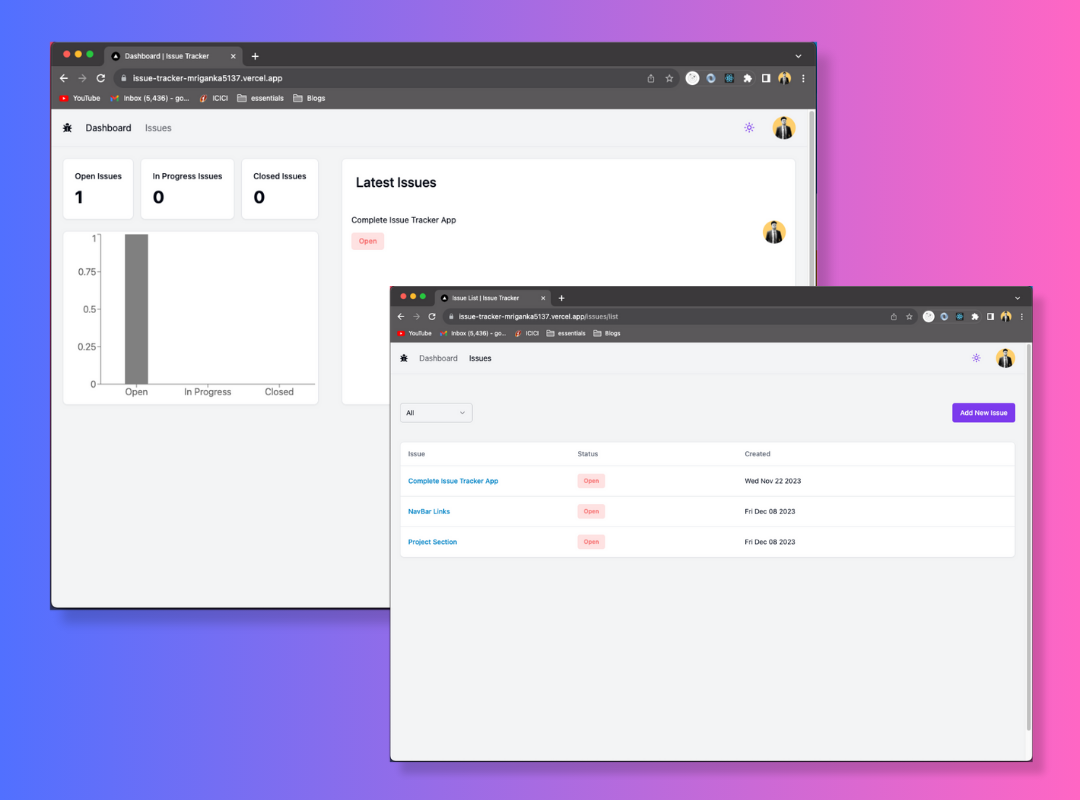 Dashboard | Issue Tracker
issue-tracker-mriganka5137.vercel.app
YouTube Inbox (5,436) - go... ICICI essentials Blogs
Dashboard Issues
Open Issues In Progress Issues Closed Issues
1 0 0
Latest Issues
Complete Issue Tracker App
Open
1
0.75
0.5
0.25
0
Open In Progress Closed
Issue List | Issue Tracker
issue-tracker-mriganka5137.vercel.app/issues/list
YouTube Inbox (5,436) - go... ICICI essentials Blogs
Dashboard Issues
All Add New Issue
Issue Status Created
Complete Issue Tracker App Open Wed Nov 22 2023
NavBar Links Open Fri Dec 08 2023
Project Section Open Fri Dec 08 2023